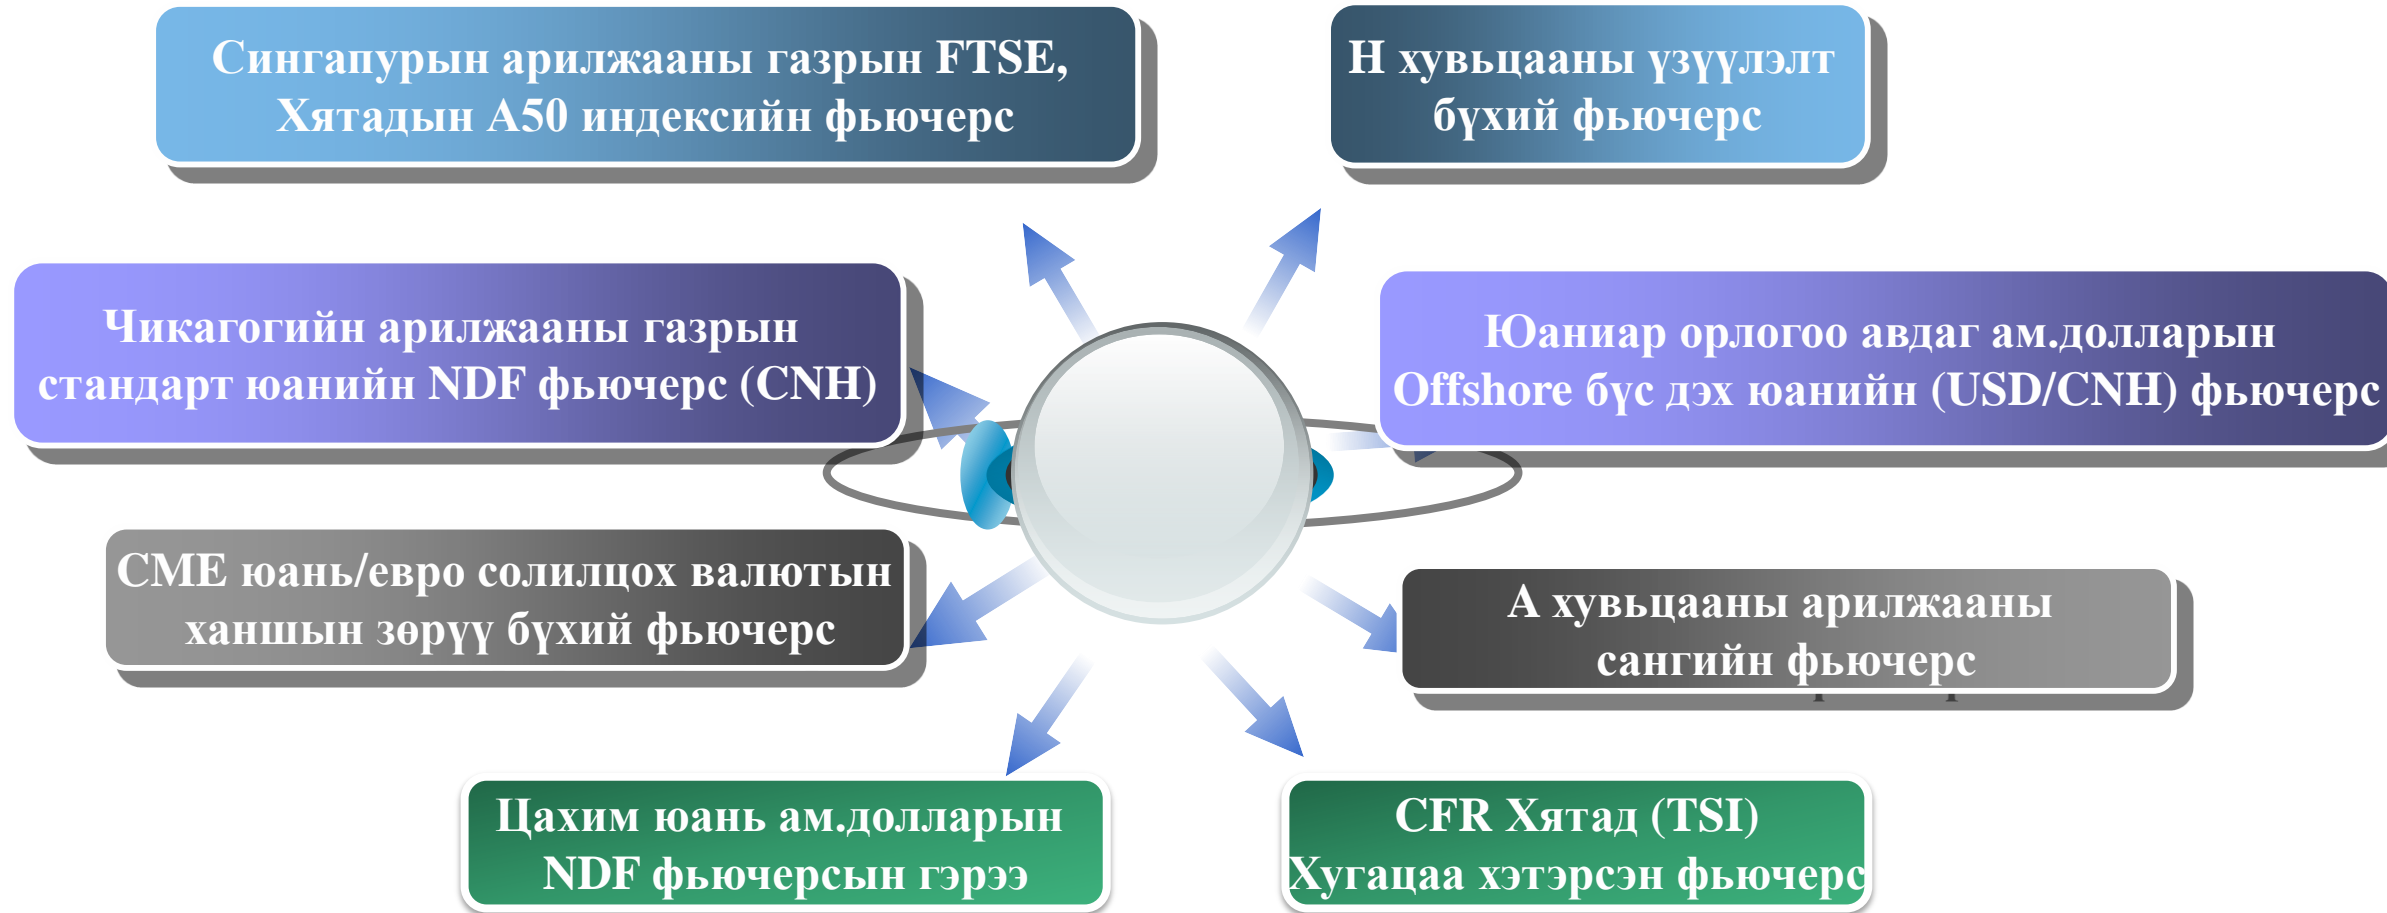 Сингапурын арилжааны газрын FTSE,
Хятадын А50 индексийн фьючерс
Н хувьцааны үзүүлэлт
бүхий фьючерс
Чикагогийн арилжааны газрын
стандарт юанийн NDF фьючерс (CNH)
Юаниар орлогоо авдаг ам.долларын
Offshore бүс дэх юанийн (USD/CNH) фьючерс
CME юань/евро солилцох валютын
ханшын зөрүү бүхий фьючерс
А хувьцааны арилжааны
сангийн фьючерс
Цахим юань ам.долларын
NDF фьючерсын гэрээ
CFR Хятад (TSI)
Хугацаа хэтэрсэн фьючерс